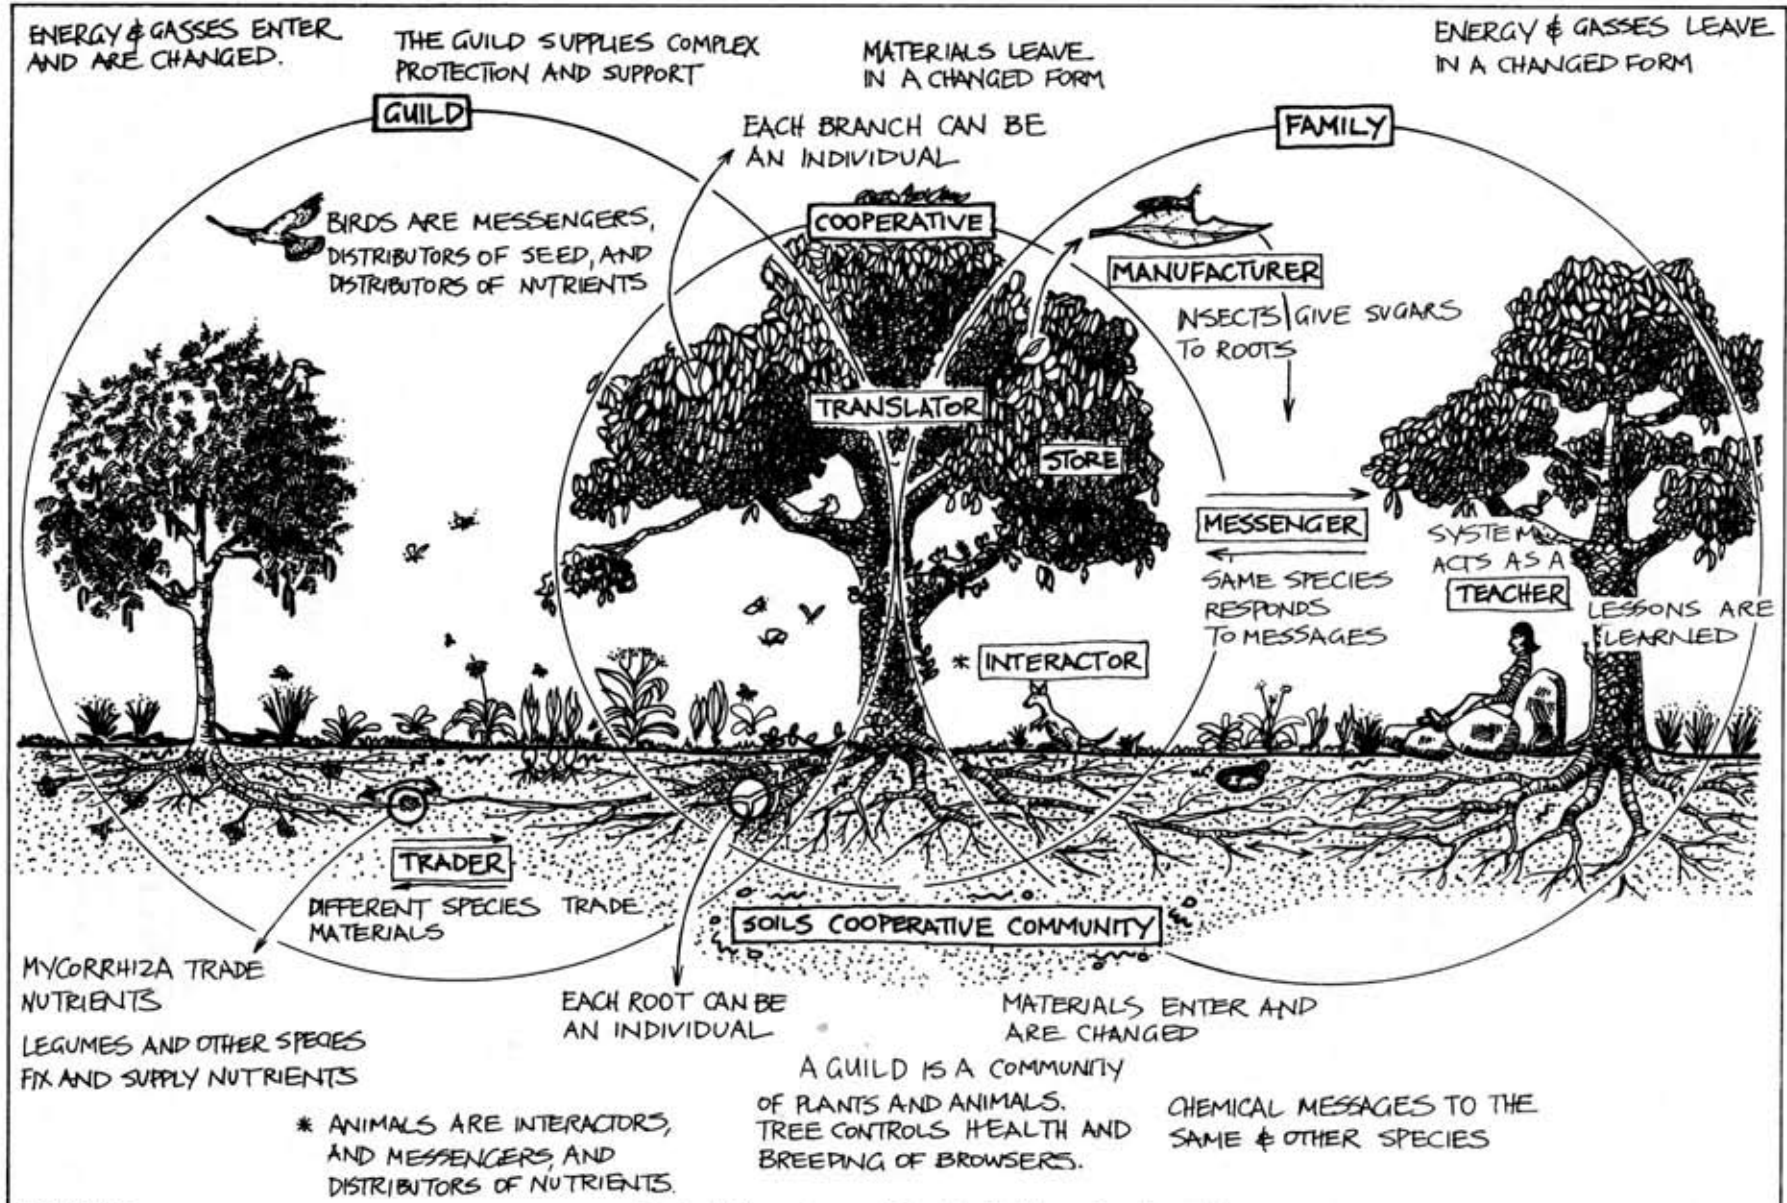 ENERGY & GASSES ENTER
AND ARE CHANGED.
THE GUILD SUPPLIES COMPLEX
PROTECTION AND SUPPORT
MATERIALS LEAVE
IN A CHANGED FORM
ENERGY & GASSES LEAVE
IN A CHANGED FORM
GUILD
EACH BRANCH CAN BE
AN INDIVIDUAL
FAMILY
BIRDS ARE MESSENGERS,
DISTRIBUTORS OF SEED, AND
DISTRIBUTORS OF NUTRIENTS
COOPERATIVE
MANUFACTURER
INSECTS GIVE SUGARS
TO ROOTS
TRANSLATOR
STORE
MESSENGER
SAME SPECIES
RESPONDS
TO MESSAGES
SYSTEM
ACTS AS A
TEACHER
LESSONS ARE
LEARNED
* INTERACTOR
TRADER
DIFFERENT SPECIES TRADE
MATERIALS
SOILS COOPERATIVE COMMUNITY
MYCORRHIZA TRADE
NUTRIENTS
EACH ROOT CAN BE
AN INDIVIDUAL
MATERIALS ENTER AND
ARE CHANGED
LEGUMES AND OTHER SPECIES
FIX AND SUPPLY NUTRIENTS
A GUILD IS A COMMUNITY
OF PLANTS AND ANIMALS.
TREE CONTROLS HEALTH AND
BREEDING OF BROWSERS.
CHEMICAL MESSAGES TO THE
SAME & OTHER SPECIES
* ANIMALS ARE INTERACTORS,
AND MESSENGERS, AND
DISTRIBUTORS OF NUTRIENTS.